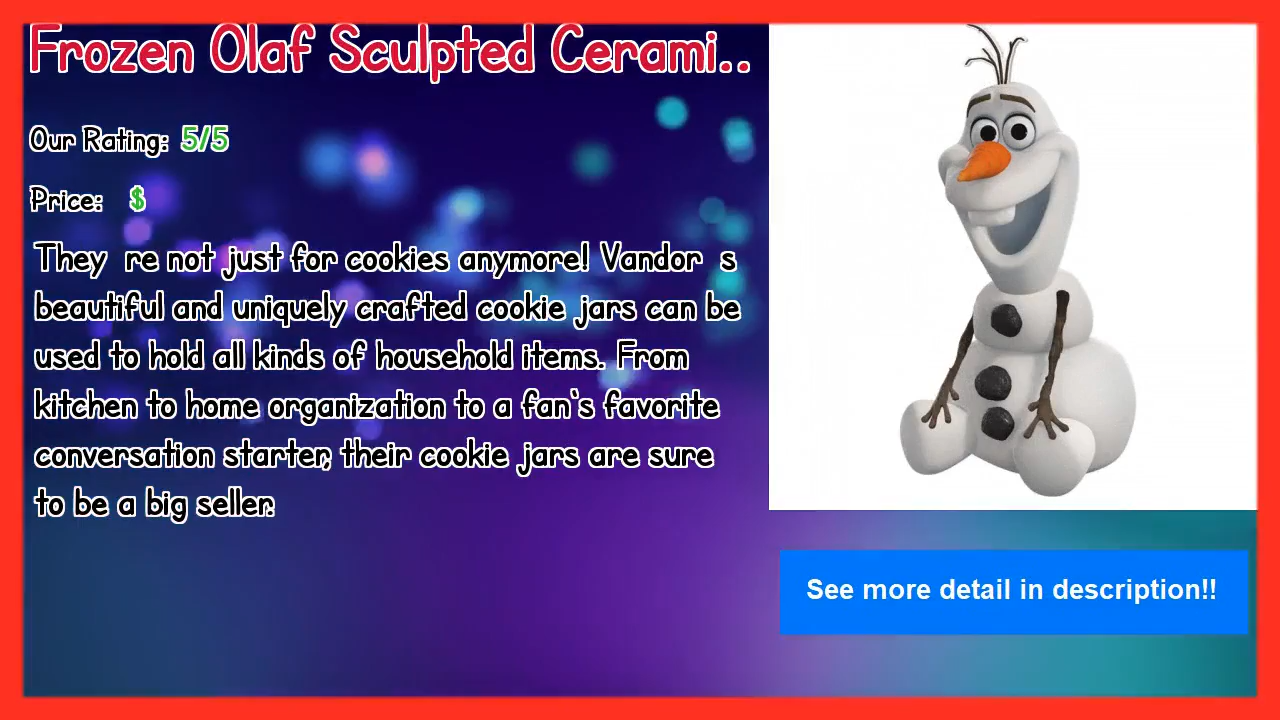 Frozen Olaf Sculpted Cerami..
Our Rating: 5/5
Price: $
They re not just for cookies anymore! Vandor s
beautiful and uniquely crafted cookie jars can be
used to hold all kinds of household items. From
kitchen to home organization to a fan`s favorite
conversation starter, their cookie jars are sure
to be a big seller.
See more detail in description!!